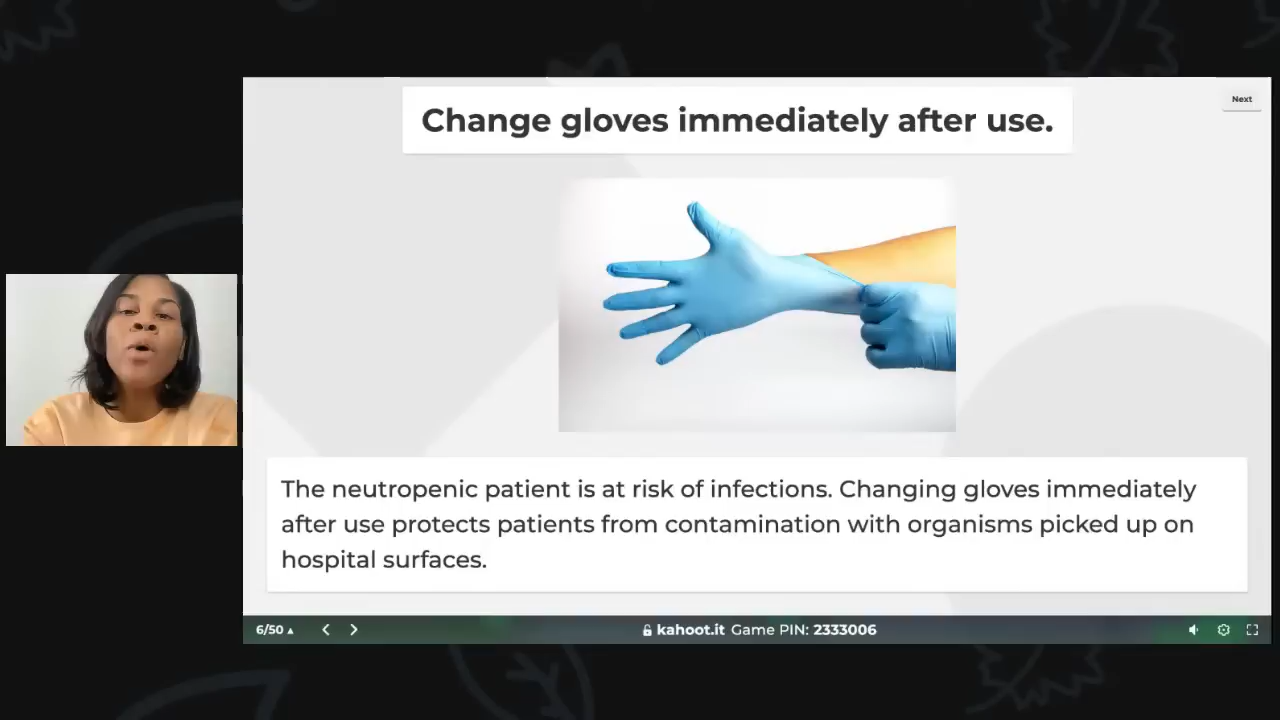 Change gloves immediately after use.
Next
The neutropenic patient is at risk of infections. Changing gloves immediately
after use protects patients from contamination with organisms picked up on
hospital surfaces.
6/50
kahoot.it Game PIN: 2333006